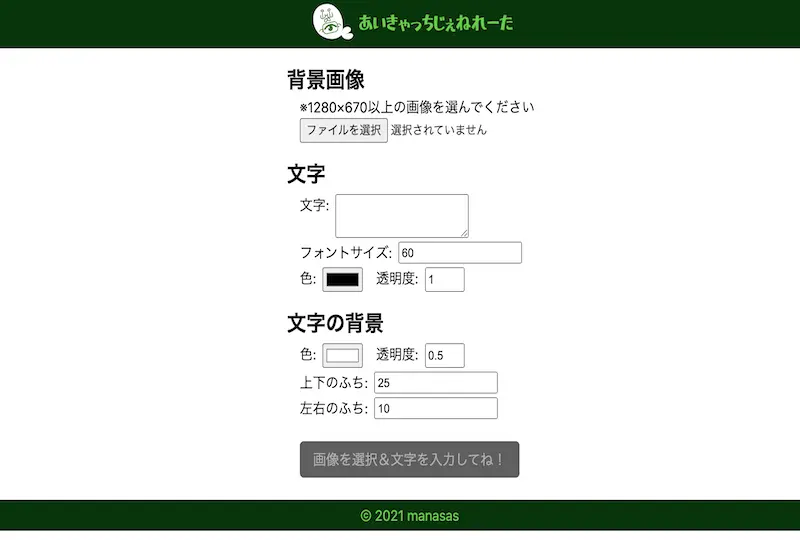 あいきゃっちじぇねれーた
背景画像
※1280×670以上の画像を選んでください
ファイルを選択 選択されていません
文字
文字:
フォントサイズ: 60
色: 透明度: 1
文字の背景
色: 透明度: 0.5
上下のふち: 25
左右のふち: 10
画像を選択＆文字を入力してね！
© 2021 manasas